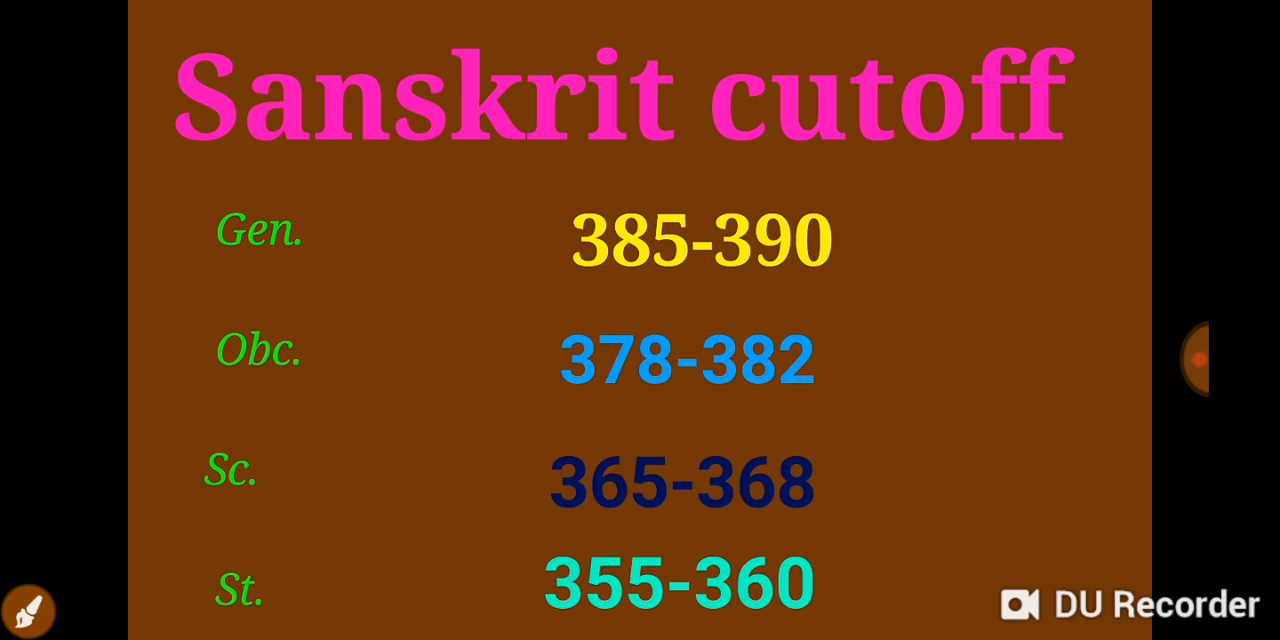 Sanskrit cutoff
Gen. 385-390
Obc. 378-382
Sc. 365-368
St. 355-360
DU Recorder